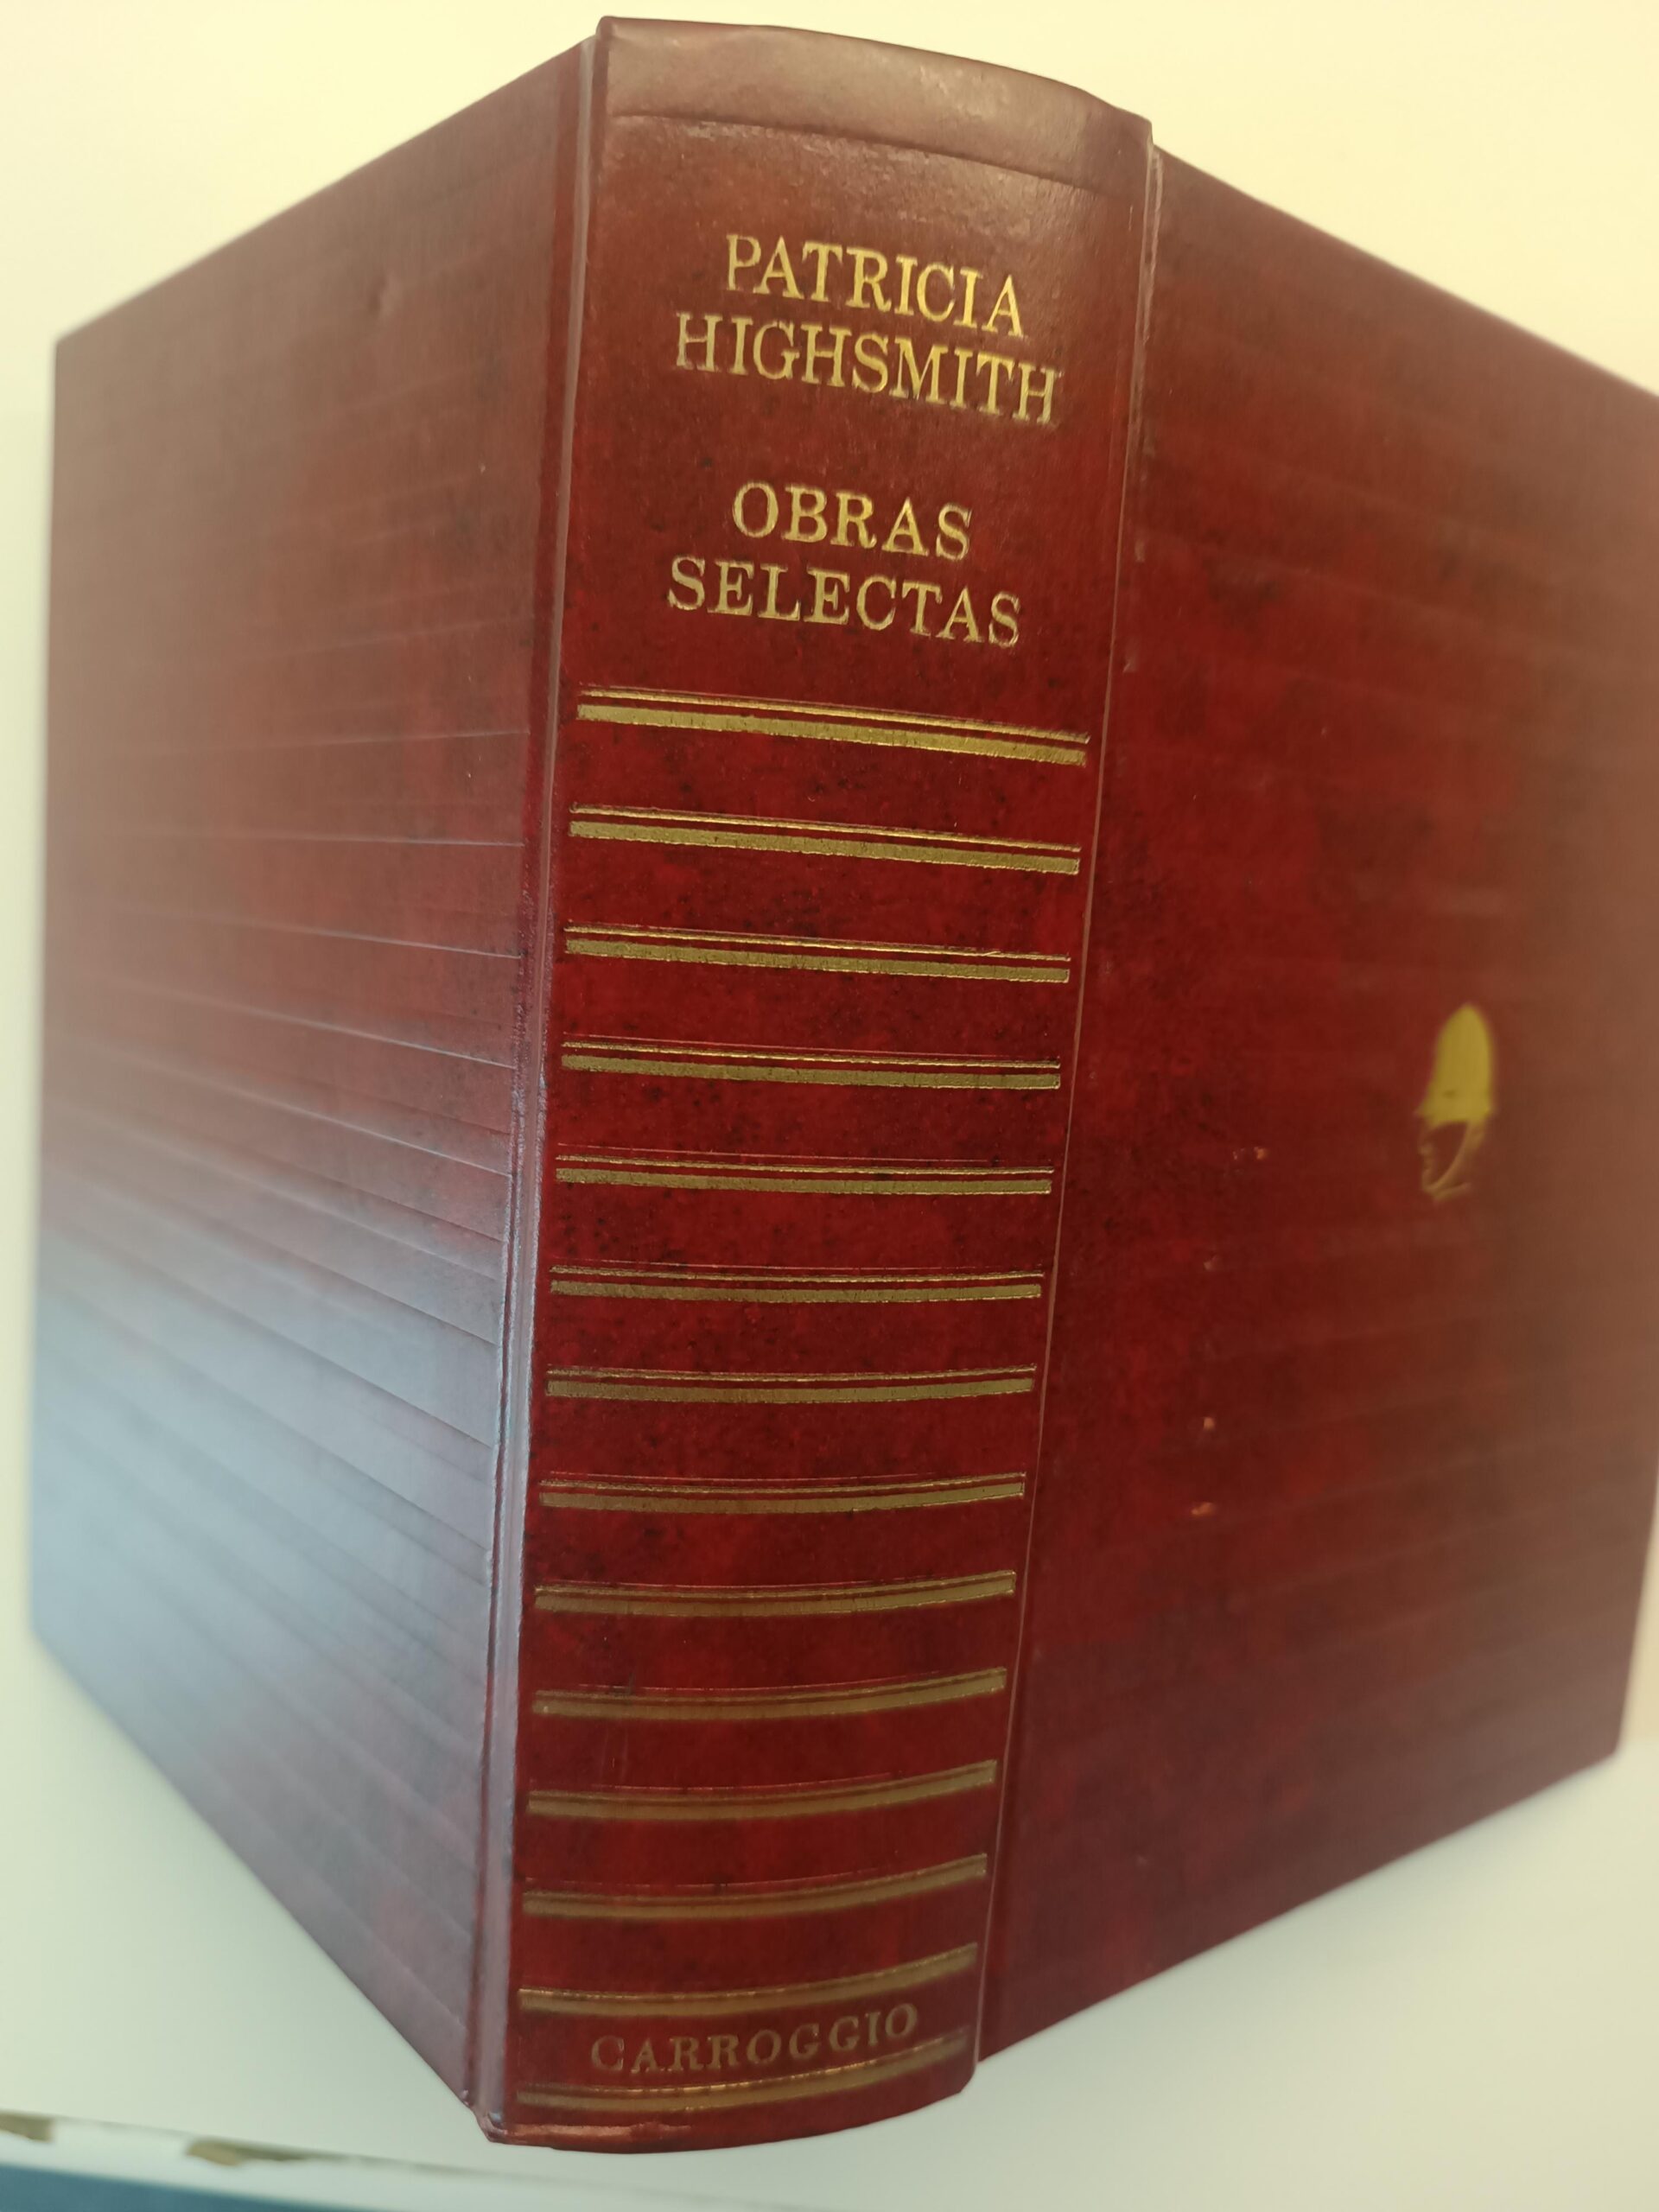 PATRICIA
HIGHSMITH
OBRAS
SELECTAS
CARROGGIO